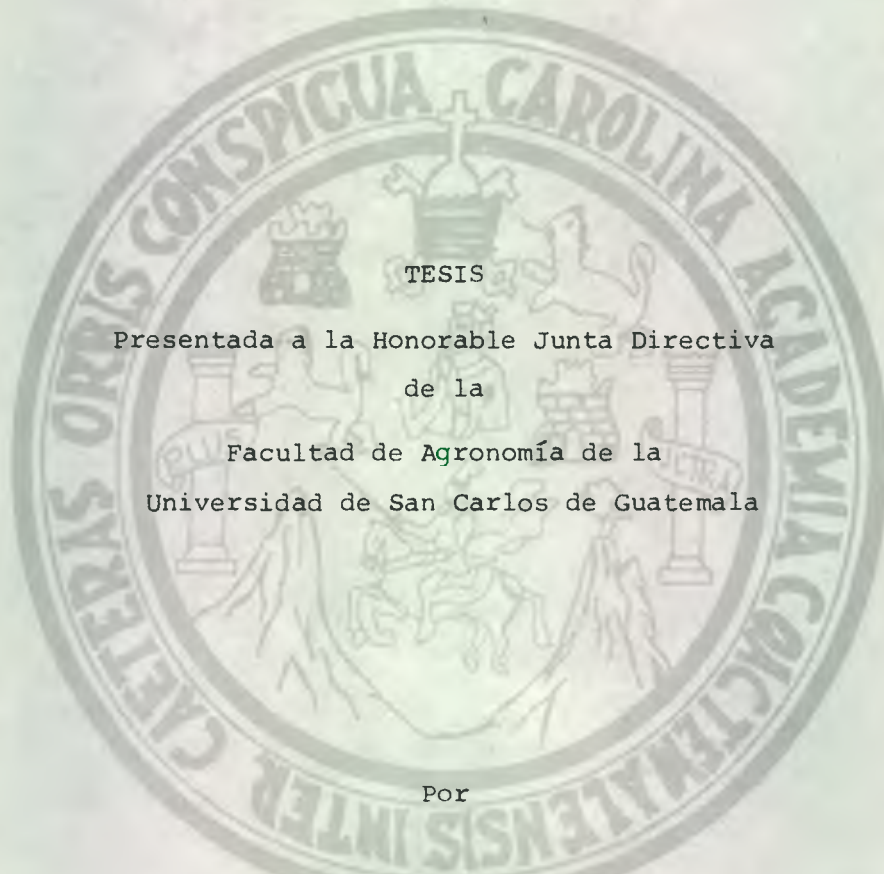 TESIS
Presentada a la Honorable Junta Directiva
de la
Facultad de Agronomía de la
Universidad de San Carlos de Guatemala
Por
CAETERAS ORBIS CONSPICUA CAROLINA ACADEMIA COACTEMALENSIS INTER
PLUS